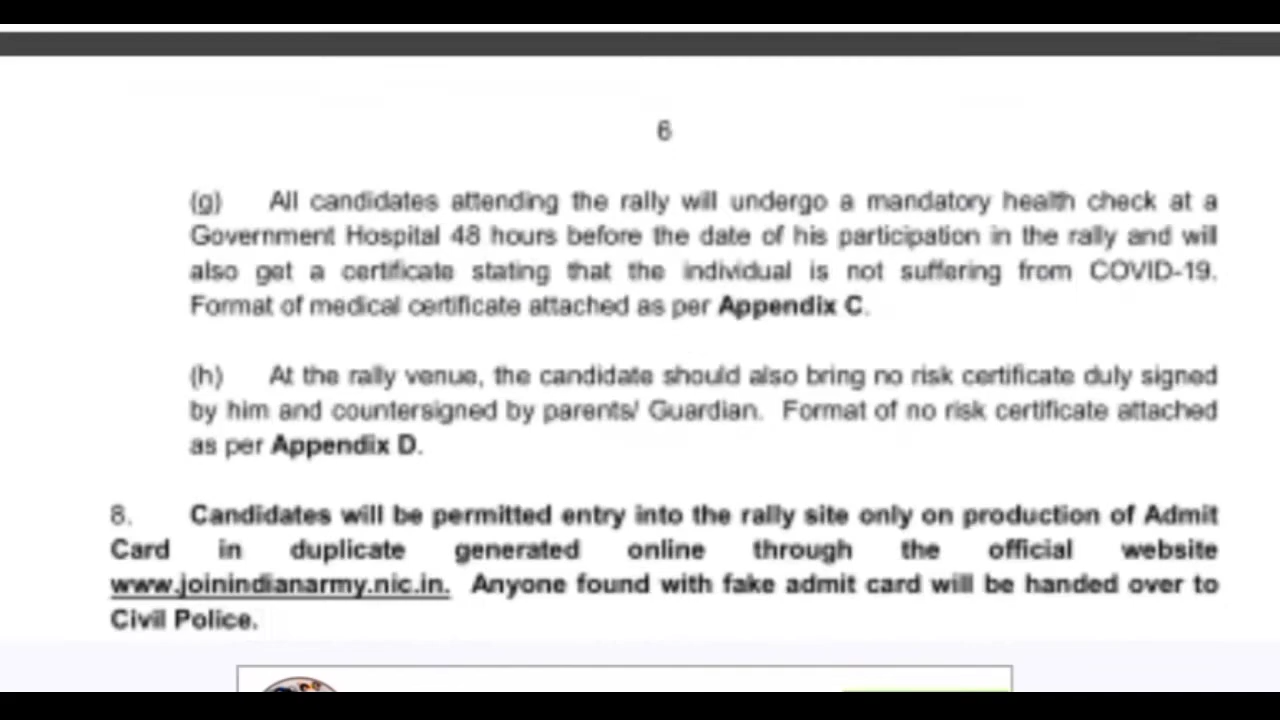 6
(g) All candidates attending the rally will undergo a mandatory health check at a
Government Hospital 48 hours before the date of his participation in the rally and will
also get a certificate stating that the individual is not suffering from COVID-19.
Format of medical certificate attached as per Appendix C.
(h) At the rally venue, the candidate should also bring no risk certificate duly signed
by him and countersigned by parents/ Guardian. Format of no risk certificate attached
as per Appendix D.
8. Candidates will be permitted entry into the rally site only on production of Admit
Card in duplicate generated online through the official website
www.joinindianarmy.nic.in. Anyone found with fake admit card will be handed over to
Civil Police.